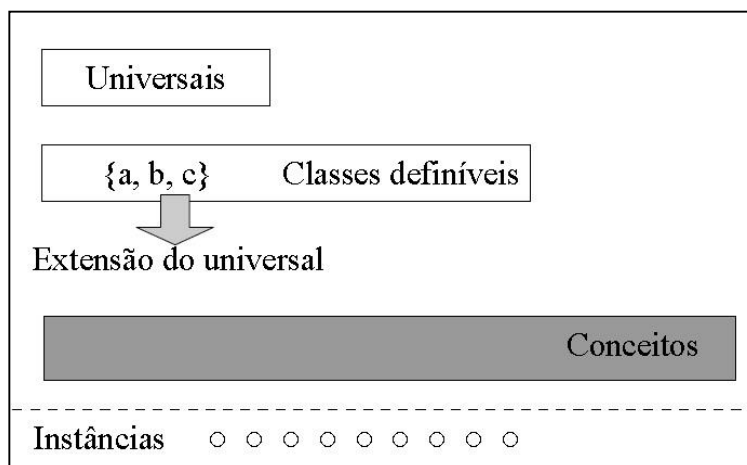 Universais
{a, b, c} Classes definíveis
Extensão do universal
Conceitos
Instâncias